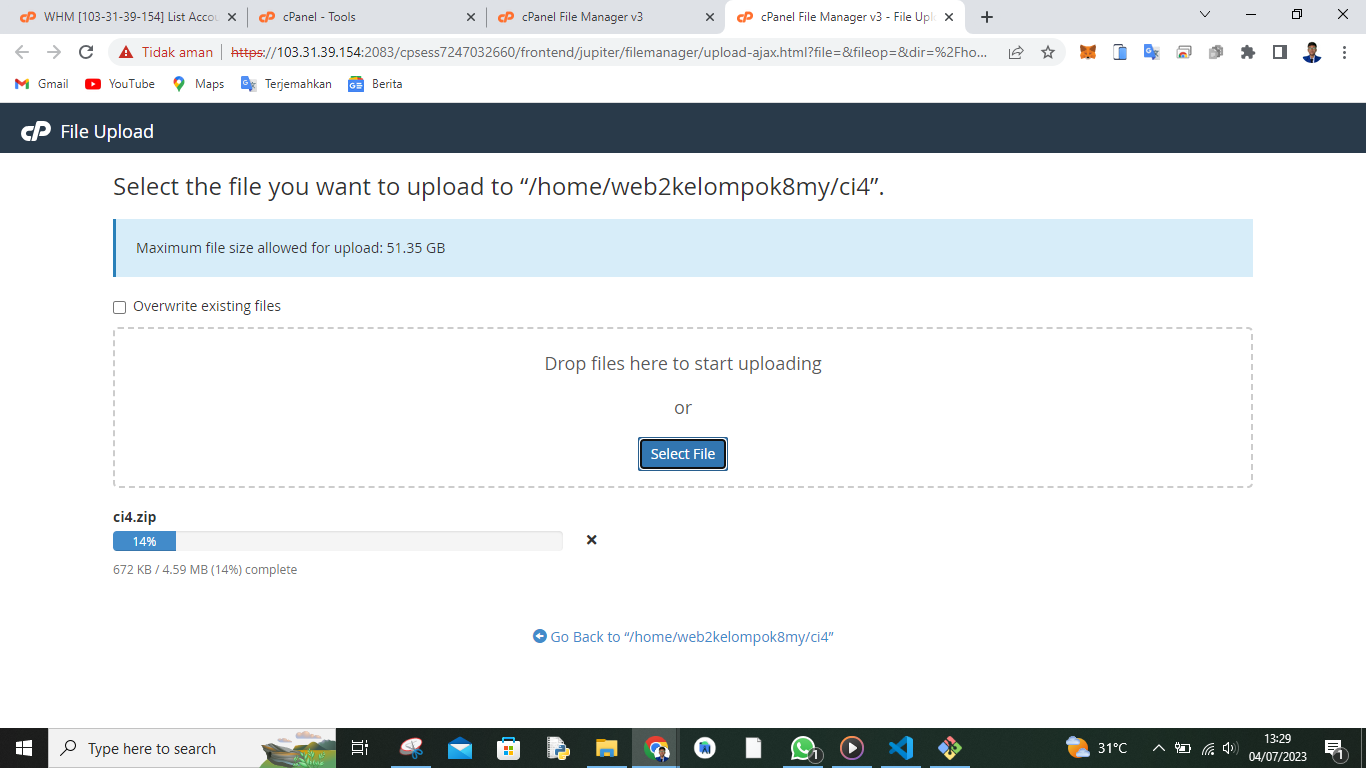 WHM [103-31-39-154] List Accou
cPanel - Tools
cPanel File Manager v3
cPanel File Manager v3 - File Upl
Tidak aman
https://103.31.39.154:2083/cpsess7247032660/frontend/jupiter/filemanager/upload-ajax.html?file=&fileop=&dir=%2Fho...
Gmail
YouTube
Maps
Terjemahkan
Berita
cP File Upload
Select the file you want to upload to “/home/web2kelompok8my/ci4”.
Maximum file size allowed for upload: 51.35 GB
Overwrite existing files
Drop files here to start uploading
or
Select File
ci4.zip
14%
672 KB / 4.59 MB (14%) complete
Go Back to “/home/web2kelompok8my/ci4”
Type here to search
1
31°C
13:29
04/07/2023
1